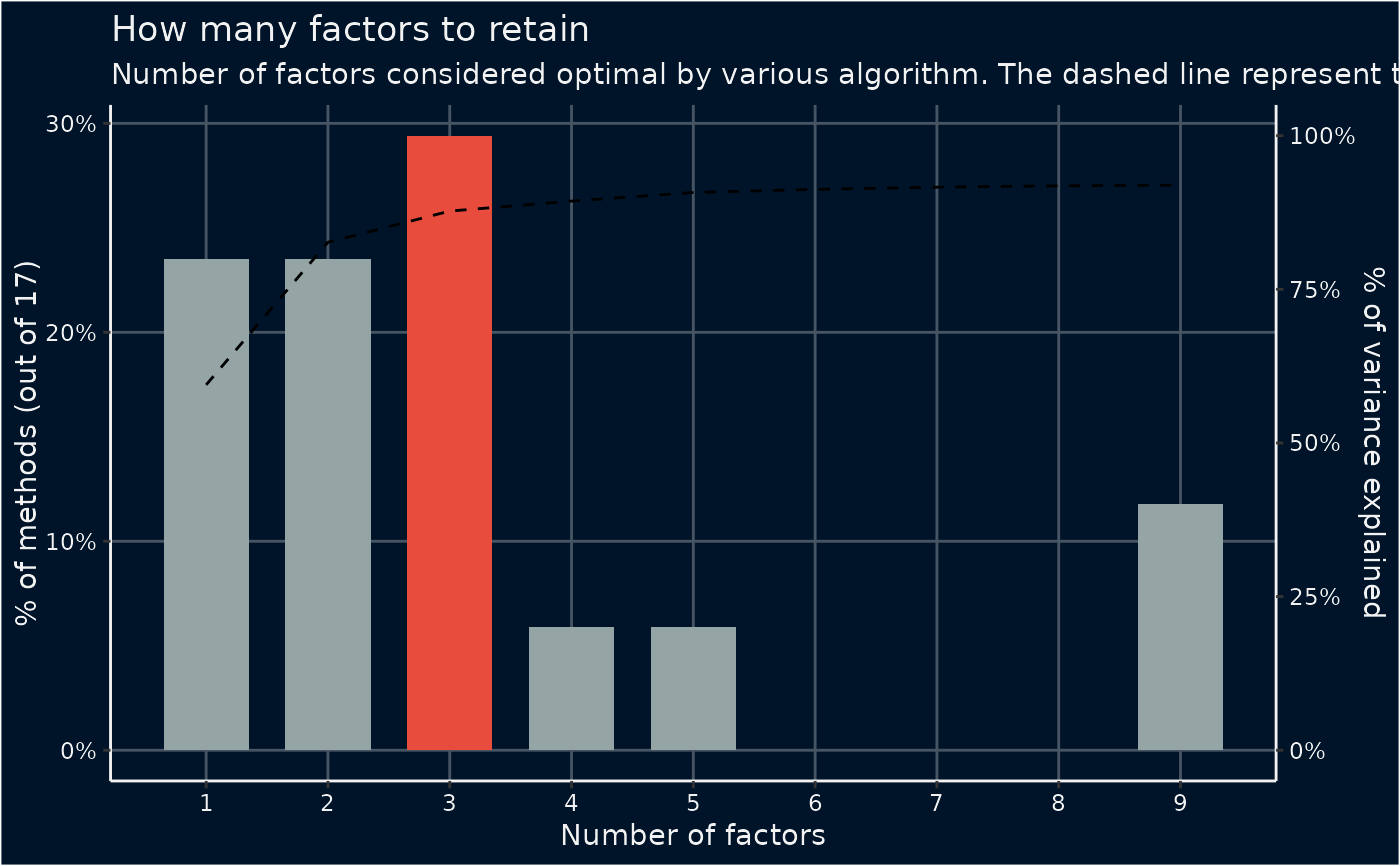 How many factors to retain
Number of factors considered optimal by various algorithm. The dashed line represent
30%
20%
10%
0%
% of methods (out of 17)
100%
75%
50%
25%
0%
% of variance explained
1 2 3 4 5 6 7 8 9
Number of factors